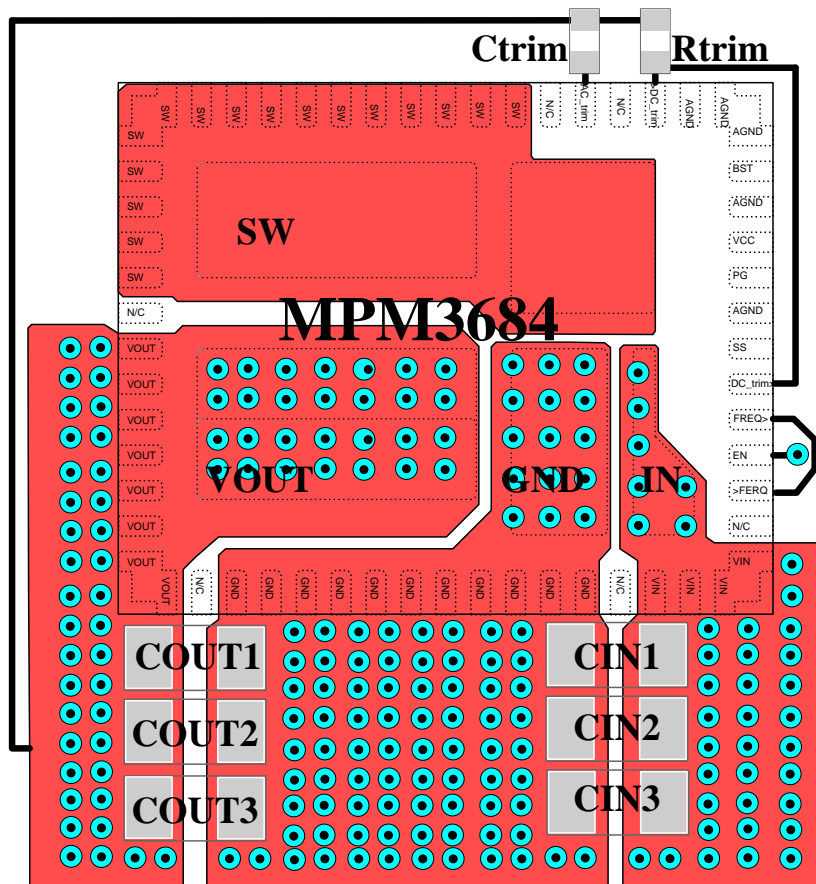 Ctrim Rtrim
SW SW SW SW SW SW SW SW SW SW SW N/C AC_trim N/C >DC_trim AGND AGND
SW AGND
SW BST
SW AGND
SW VCC
SW PG
SW
N/C AGND
MPM3684
VOUT SS
VOUT DC_trim>
VOUT FREQ>
VOUT EN
VOUT >FERQ
VOUT GND IN
VOUT N/C
VOUT VIN
VOUT N/C GND GND GND GND GND GND GND GND GND GND GND N/C VIN VIN VIN
COUT1 CIN1
COUT2 CIN2
COUT3 CIN3